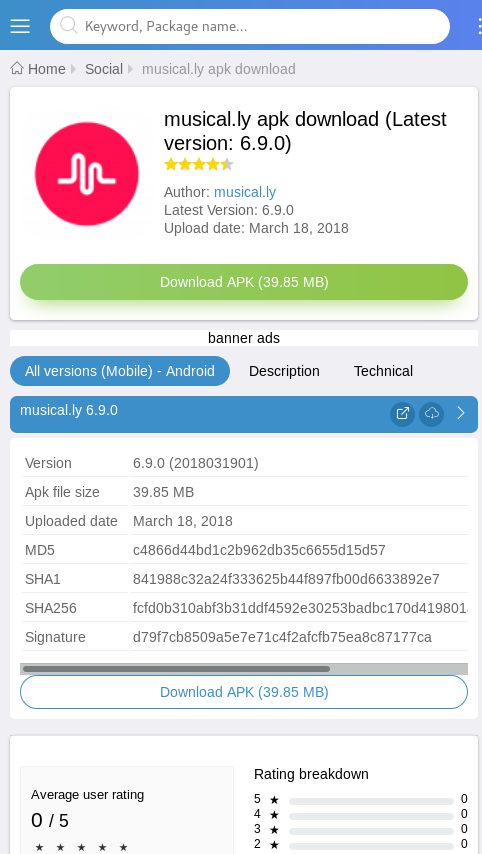 Keyword, Package name...
Home Social musical.ly apk download
musical.ly apk download (Latest
version: 6.9.0)
Author: musical.ly
Latest Version: 6.9.0
Upload date: March 18, 2018
Download APK (39.85 MB)
banner ads
All versions (Mobile) - Android Description Technical
musical.ly 6.9.0
Version 6.9.0 (2018031901)
Apk file size 39.85 MB
Uploaded date March 18, 2018
MD5 c4866d44bd1c2b962db35c6655d15d57
SHA1 841988c32a24f333625b44f897fb00d6633892e7
SHA256 fcfd0b310abf3b31ddf4592e30253badbc170d419801
Signature d79f7cb8509a5e7e71c4f2afcfb75ea8c87177ca
Download APK (39.85 MB)
Average user rating
0 / 5
Rating breakdown
5 ★ 0
4 ★ 0
3 ★ 0
2 ★ 0